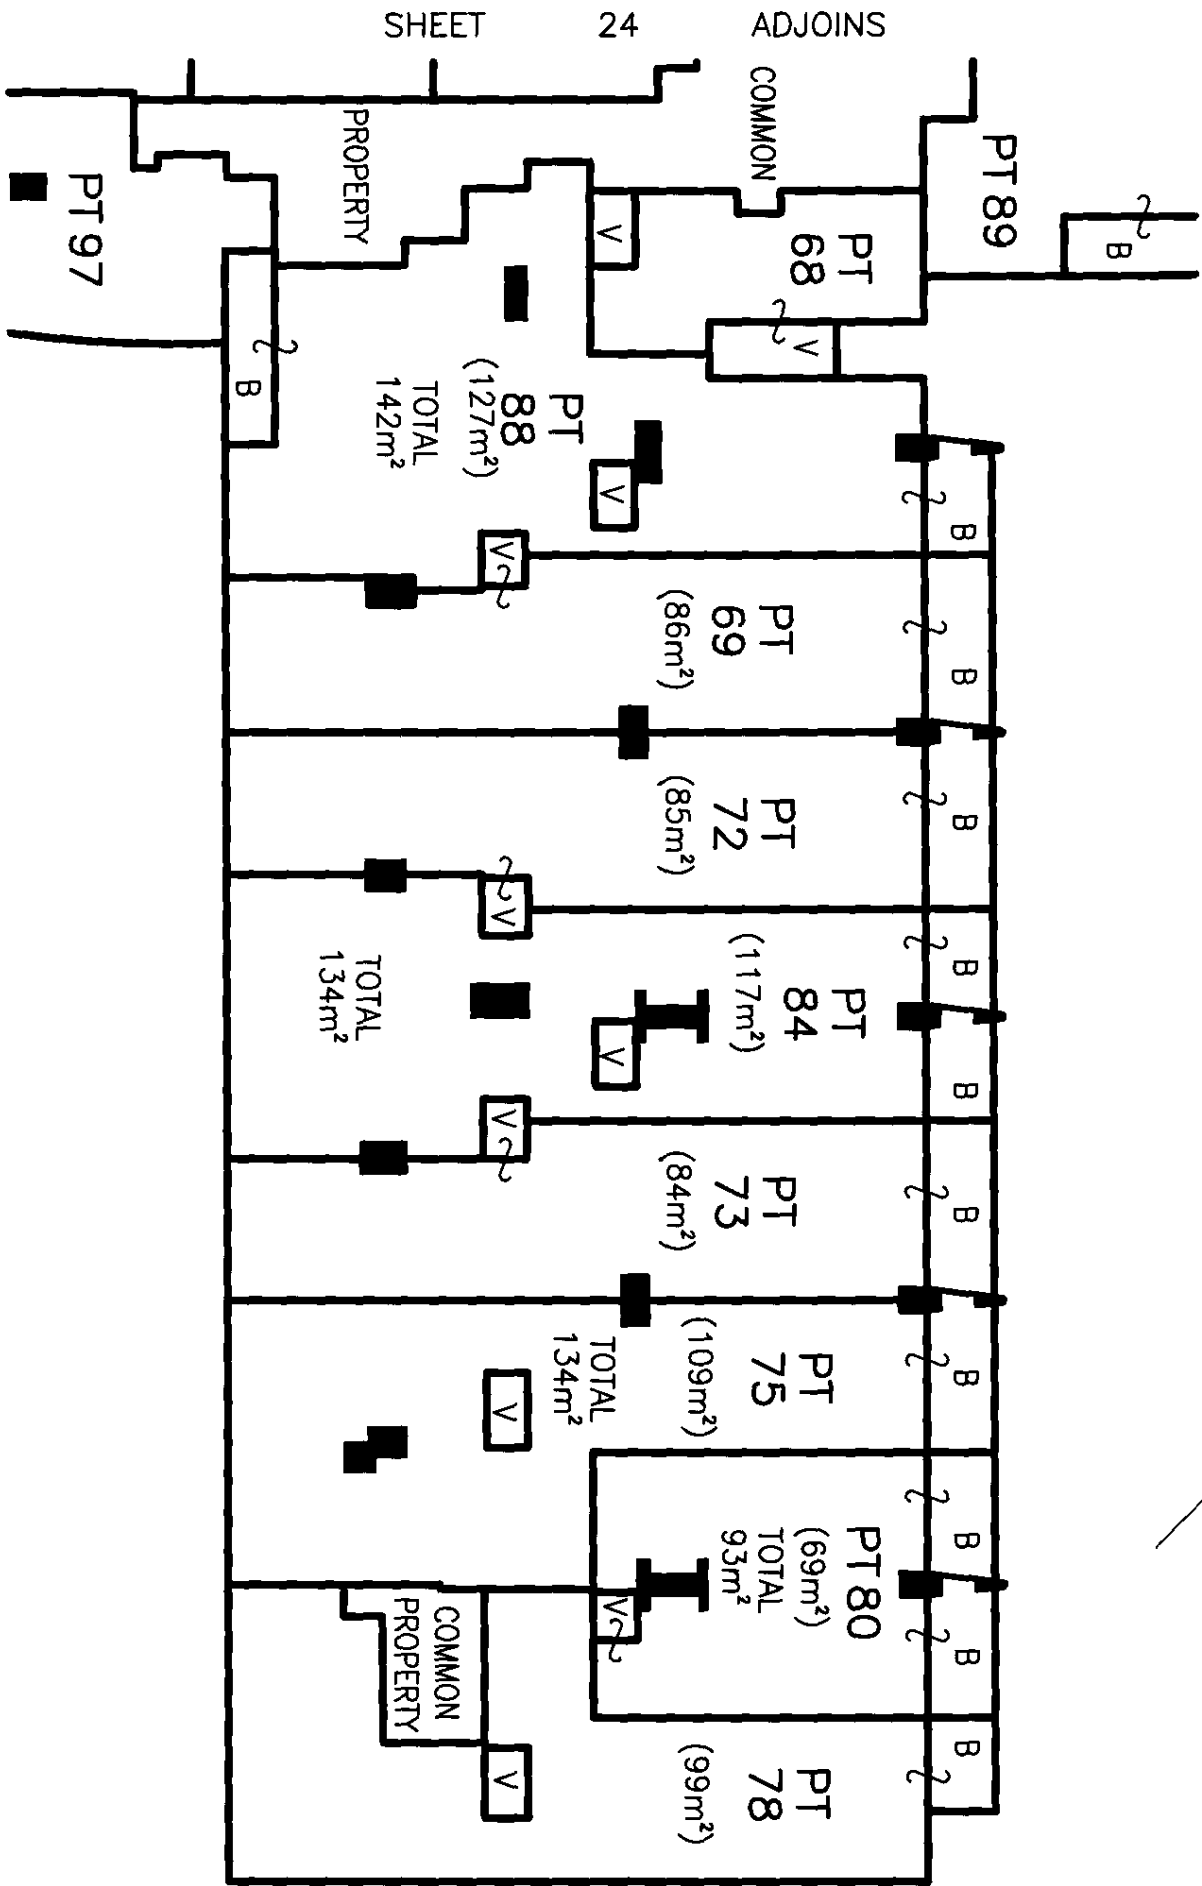 SHEET 24 ADJOINS
COMMON
PROPERTY
PT 89
B
PT 97
PT
68
V
V
B
PT
88
(127m²)
TOTAL
142m²
V
V
B
PT
69
(86m²)
B
PT
72
(85m²)
B
V
PT
84
(117m²)
TOTAL
134m²
B
V
B
V
PT
73
(84m²)
B
PT
75
(109m²)
TOTAL
134m²
B
V
PT 80
(69m²)
TOTAL
93m²
B
V
B
COMMON
PROPERTY
PT
78
(99m²)
B
V